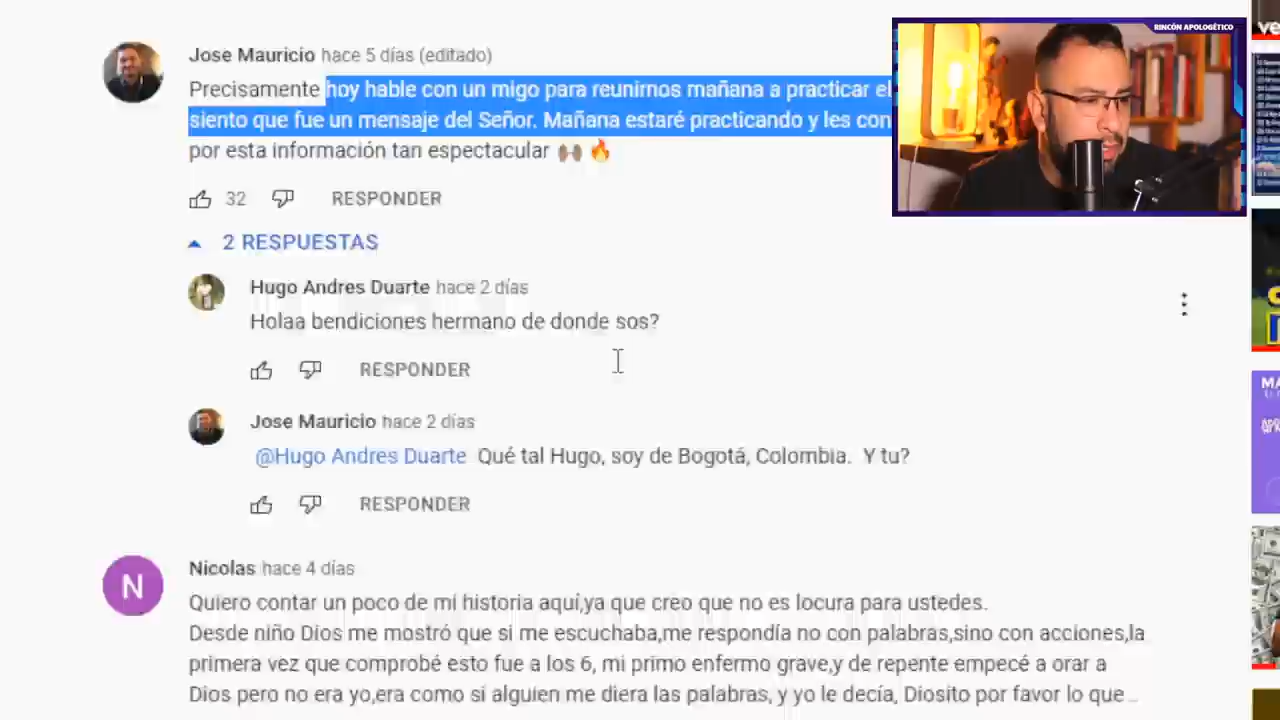 RINCÓN APOLOGÉTICO
Jose Mauricio hace 5 días (editado)
Precisamente hoy hable con un migo para reunirnos mañana a practicar el
siento que fue un mensaje del Señor. Mañana estaré practicando y les con
por esta información tan espectacular 🙌🏽 🔥
32 RESPONDER
2 RESPUESTAS
Hugo Andres Duarte hace 2 días
Holaa bendiciones hermano de donde sos?
RESPONDER
Jose Mauricio hace 2 días
@Hugo Andres Duarte Qué tal Hugo, soy de Bogotá, Colombia. Y tu?
RESPONDER
N
Nicolas hace 4 días
Quiero contar un poco de mi historia aquí,ya que creo que no es locura para ustedes.
Desde niño Dios me mostró que si me escuchaba,me respondía no con palabras,sino con acciones,la
primera vez que comprobé esto fue a los 6, mi primo enfermo grave,y de repente empecé a orar a
Dios pero no era yo,era como si alguien me diera las palabras, y yo le decía, Diosito por favor lo que